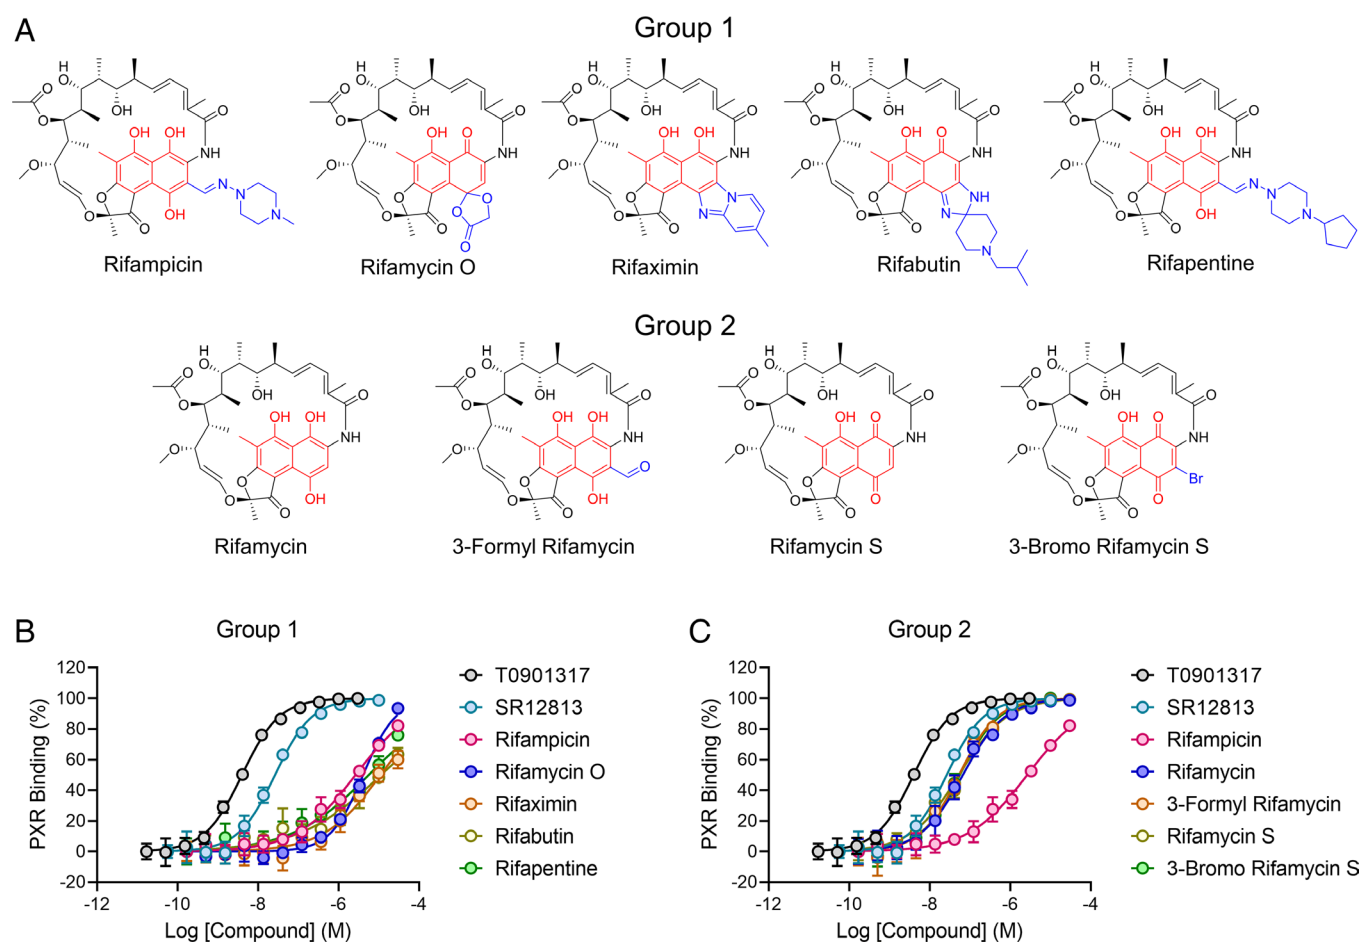 A
Group 1
Rifampicin
Rifamycin O
Rifaximin
Rifabutin
Rifapentine
Group 2
Rifamycin
3-Formyl Rifamycin
Rifamycin S
3-Bromo Rifamycin S
B
Group 1
PXR Binding (%)
120
100
80
60
40
20
0
-20
-12
-10
-8
-6
-4
Log [Compound] (M)
T0901317
SR12813
Rifampicin
Rifamycin O
Rifaximin
Rifabutin
Rifapentine
C
Group 2
PXR Binding (%)
120
100
80
60
40
20
0
-20
-12
-10
-8
-6
-4
Log [Compound] (M)
T0901317
SR12813
Rifampicin
Rifamycin
3-Formyl Rifamycin
Rifamycin S
3-Bromo Rifamycin S